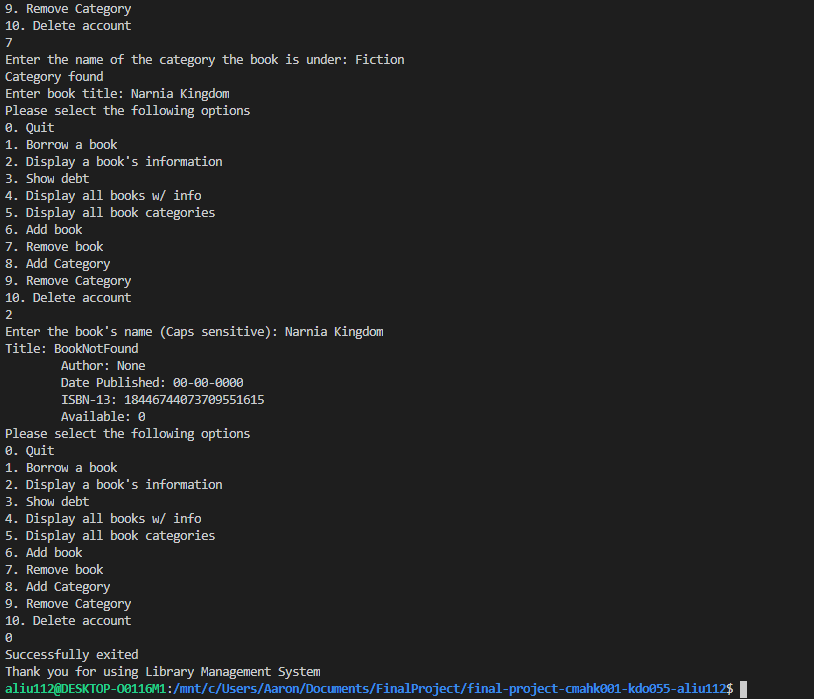 9. Remove Category
10. Delete account
7
Enter the name of the category the book is under: Fiction
Category found
Enter book title: Narnia Kingdom
Please select the following options
0. Quit
1. Borrow a book
2. Display a book's information
3. Show debt
4. Display all books w/ info
5. Display all book categories
6. Add book
7. Remove book
8. Add Category
9. Remove Category
10. Delete account
2
Enter the book's name (Caps sensitive): Narnia Kingdom
Title: BookNotFound
Author: None
Date Published: 00-00-0000
ISBN-13: 18446744073709551615
Available: 0
Please select the following options
0. Quit
1. Borrow a book
2. Display a book's information
3. Show debt
4. Display all books w/ info
5. Display all book categories
6. Add book
7. Remove book
8. Add Category
9. Remove Category
10. Delete account
0
Successfully exited
Thank you for using Library Management System
aliu112@DESKTOP-O0116M1:/mnt/c/Users/Aaron/Documents/FinalProject/final-project-cmahk001-kdo055-aliu112$